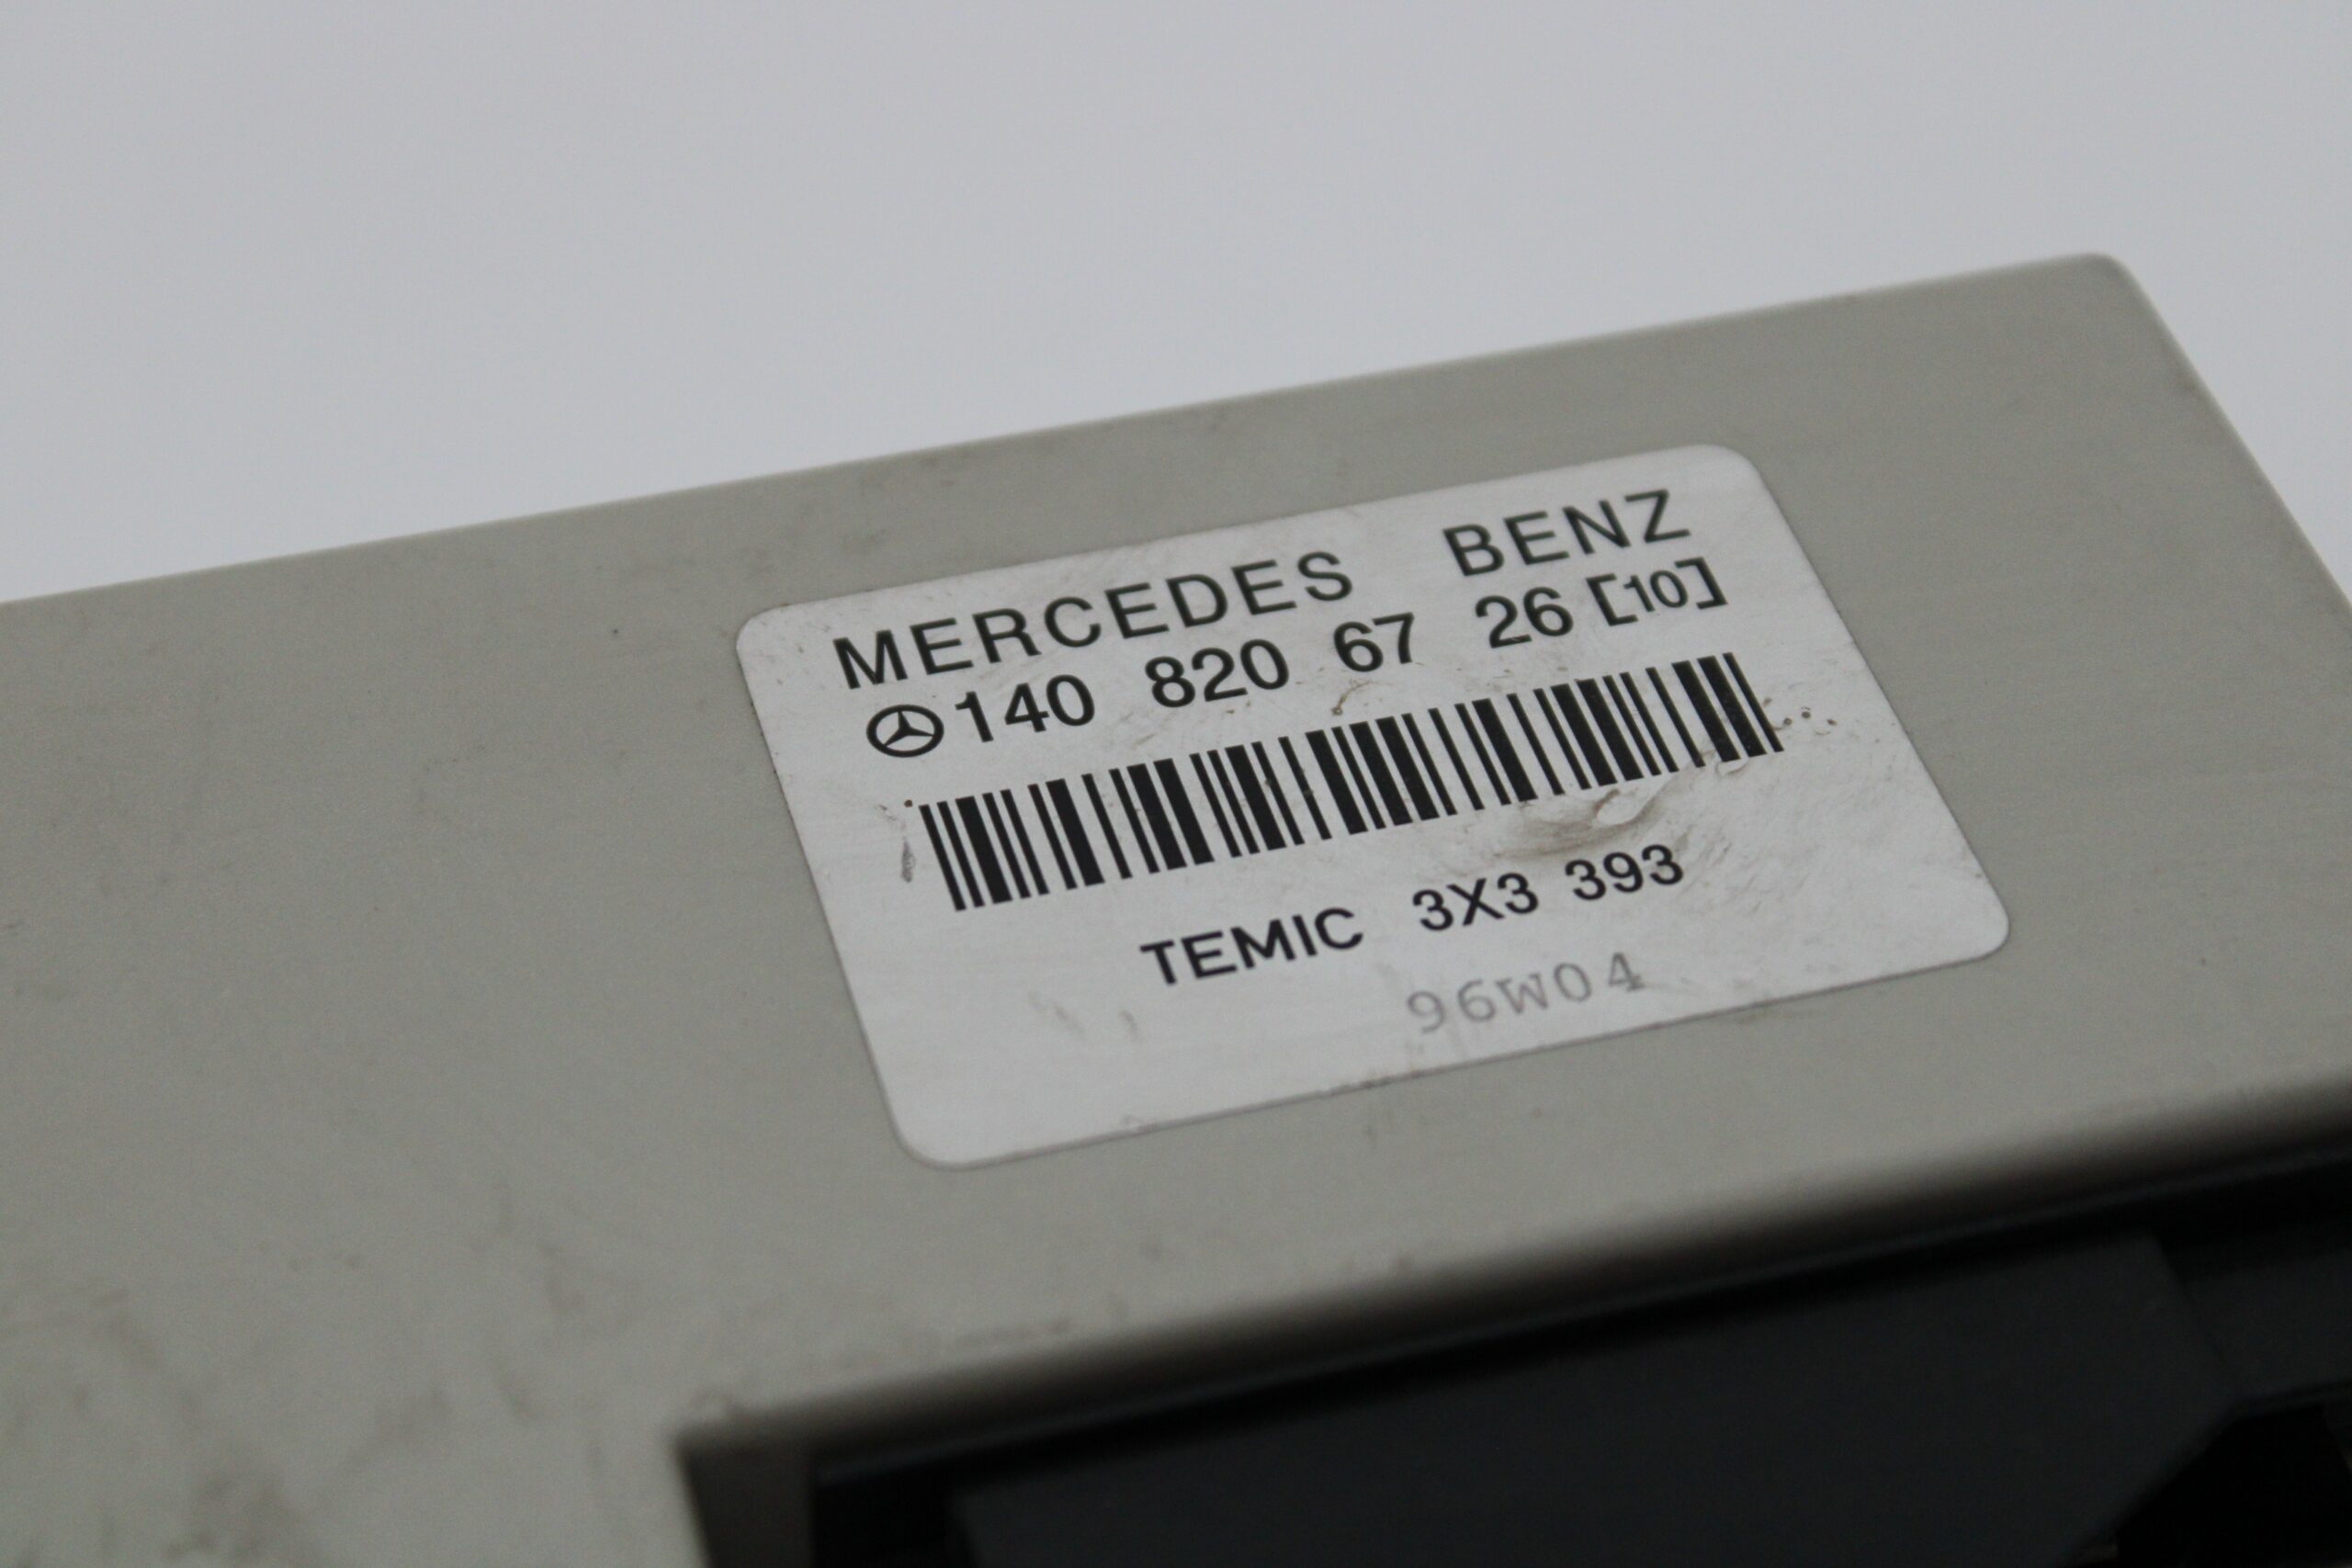 MERCEDES BENZ
140 820 67 26 [10]
TEMIC 3X3 393
96W04